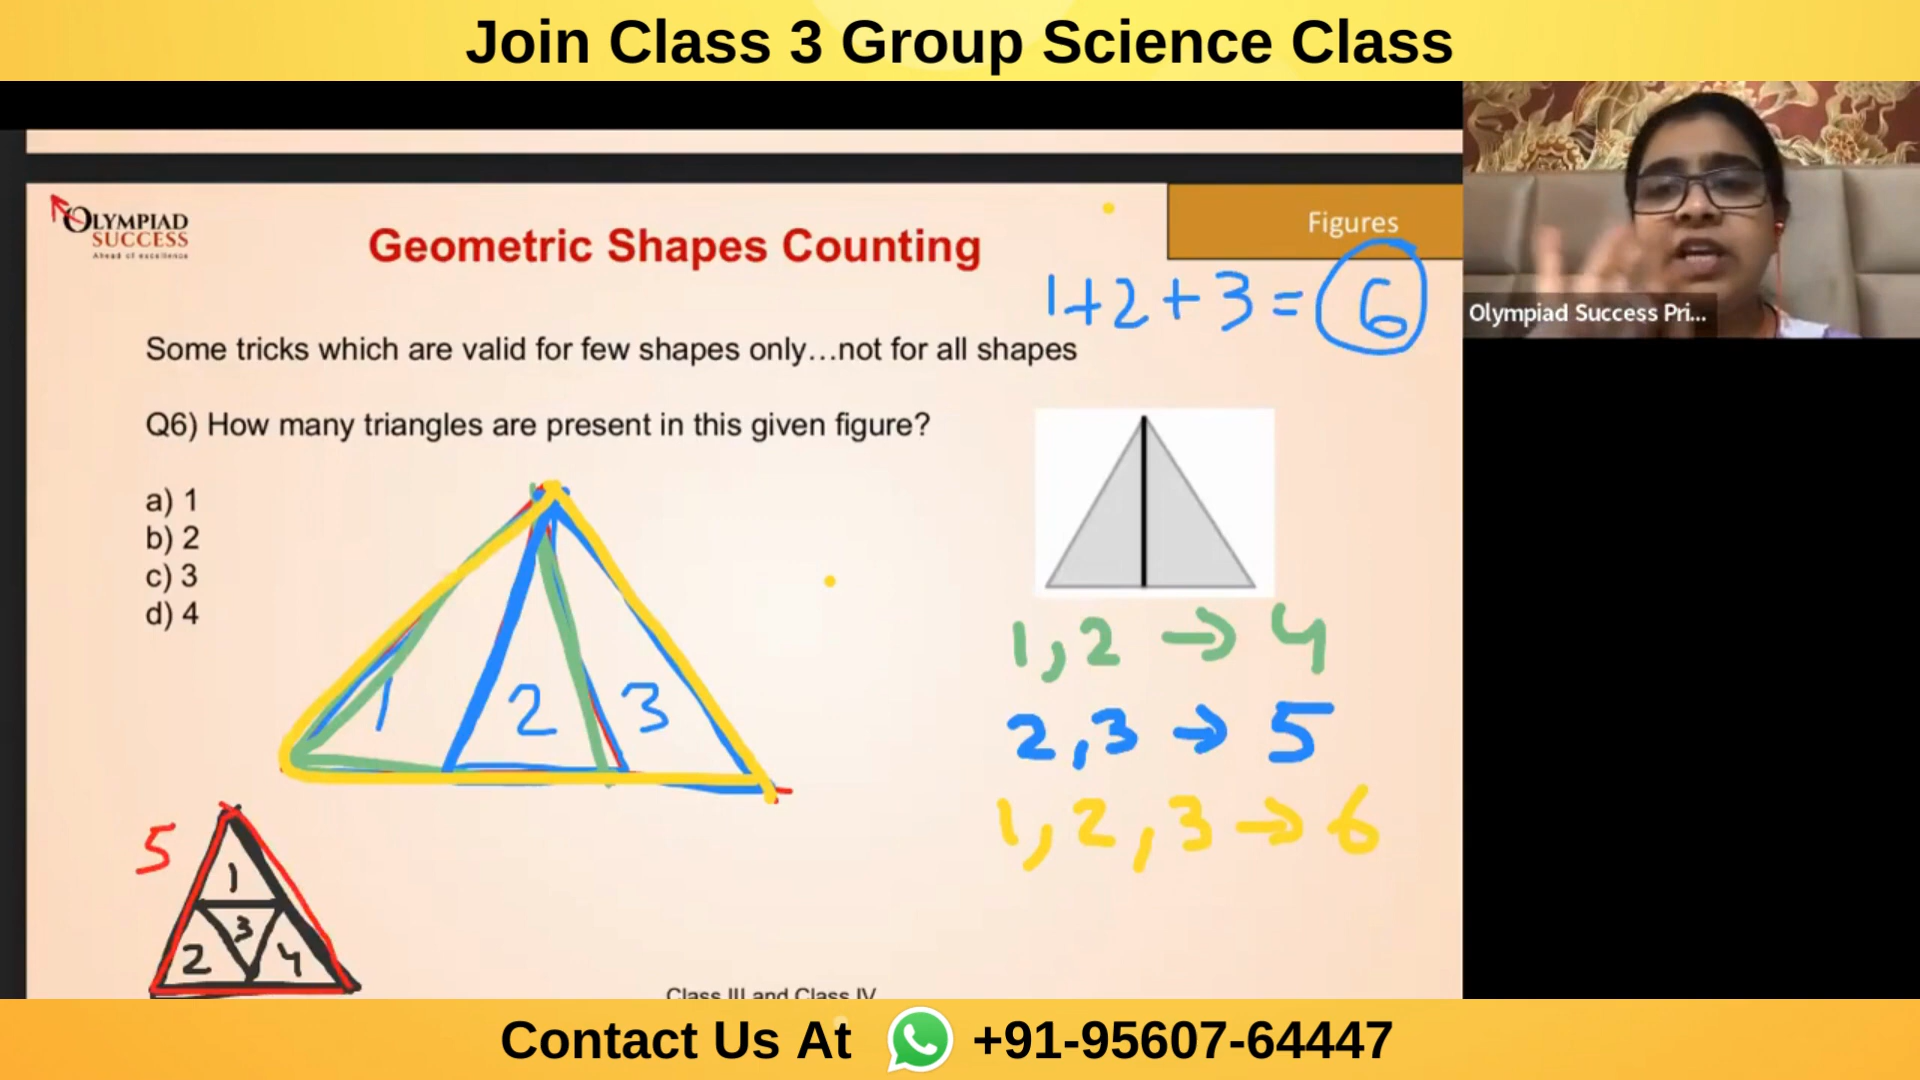 Join Class 3 Group Science Class
OLYMPIAD
SUCCESS
Ahead of excellence
Geometric Shapes Counting
Figures
1+2+3=6
Olympiad Success Pri...
Some tricks which are valid for few shapes only…not for all shapes
Q6) How many triangles are present in this given figure?
a) 1
b) 2
c) 3
d) 4
1 2 3
1,2 → 4
2,3 → 5
1,2,3 → 6
5
1
2 3 4
Class III and Class IV
Contact Us At +91-95607-64447